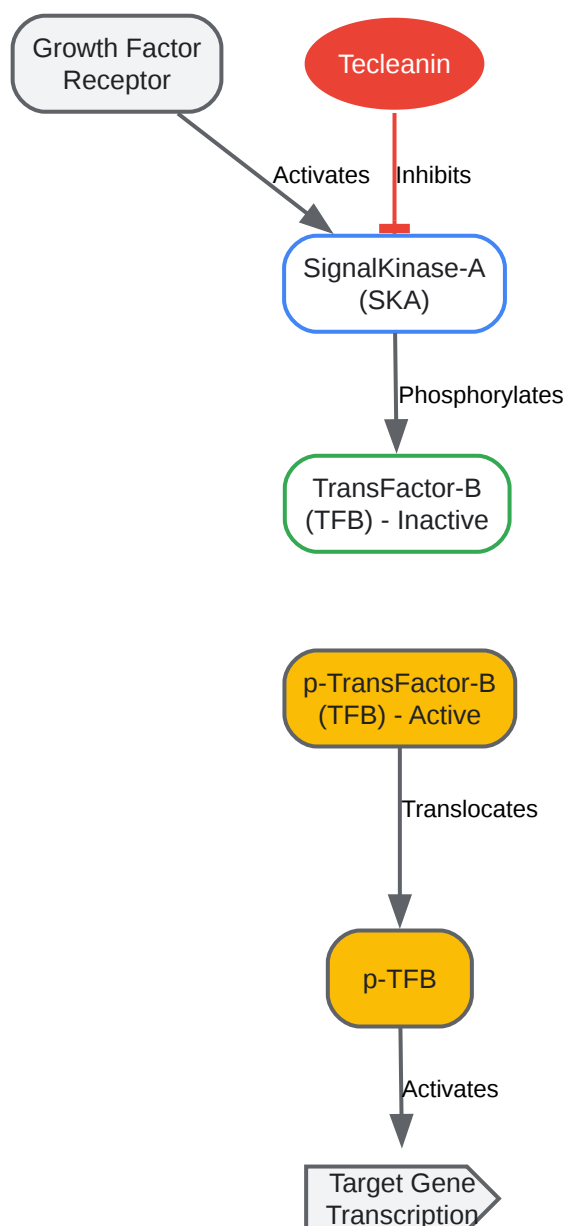 Growth Factor
Receptor
Tecleanin
Activates
Inhibits
SignalKinase-A
(SKA)
Phosphorylates
TransFactor-B
(TFB) - Inactive
p-TransFactor-B
(TFB) - Active
Translocates
p-TFB
Activates
Target Gene
Transcription